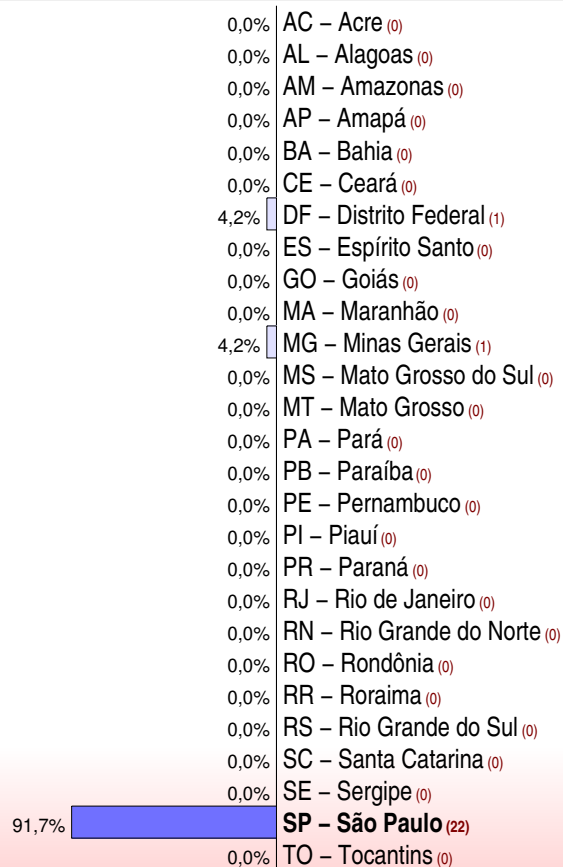 0,0% AC – Acre (0)
0,0% AL – Alagoas (0)
0,0% AM – Amazonas (0)
0,0% AP – Amapá (0)
0,0% BA – Bahia (0)
0,0% CE – Ceará (0)
4,2% DF – Distrito Federal (1)
0,0% ES – Espírito Santo (0)
0,0% GO – Goiás (0)
0,0% MA – Maranhão (0)
4,2% MG – Minas Gerais (1)
0,0% MS – Mato Grosso do Sul (0)
0,0% MT – Mato Grosso (0)
0,0% PA – Pará (0)
0,0% PB – Paraíba (0)
0,0% PE – Pernambuco (0)
0,0% PI – Piauí (0)
0,0% PR – Paraná (0)
0,0% RJ – Rio de Janeiro (0)
0,0% RN – Rio Grande do Norte (0)
0,0% RO – Rondônia (0)
0,0% RR – Roraima (0)
0,0% RS – Rio Grande do Sul (0)
0,0% SC – Santa Catarina (0)
0,0% SE – Sergipe (0)
91,7% SP – São Paulo (22)
0,0% TO – Tocantins (0)